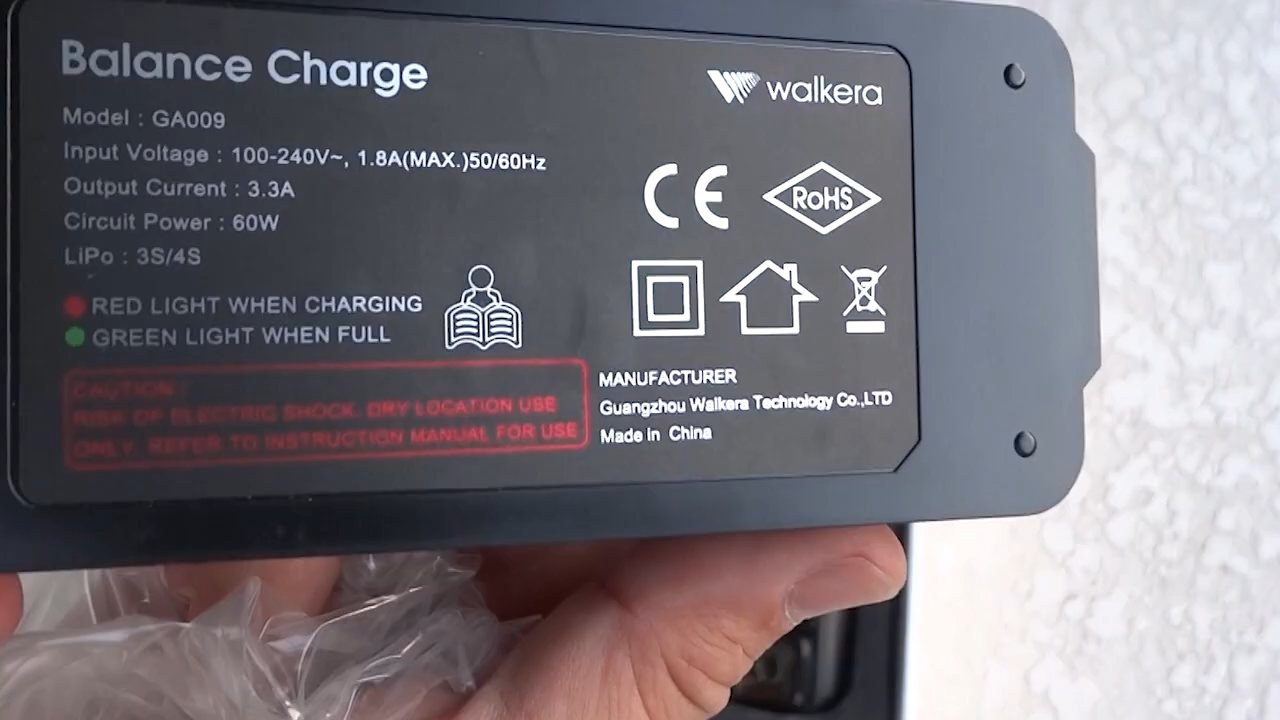 Balance Charge
walkera
Model : GA009
Input Voltage : 100-240V~, 1.8A(MAX.)50/60Hz
Output Current : 3.3A
Circuit Power : 60W
LiPo : 3S/4S
CE
RoHS
RED LIGHT WHEN CHARGING
GREEN LIGHT WHEN FULL
CAUTION :
RISK OF ELECTRIC SHOCK. DRY LOCATION USE
ONLY. REFER TO INSTRUCTION MANUAL FOR USE
MANUFACTURER
Guangzhou Walkera Technology Co.,LTD
Made in China